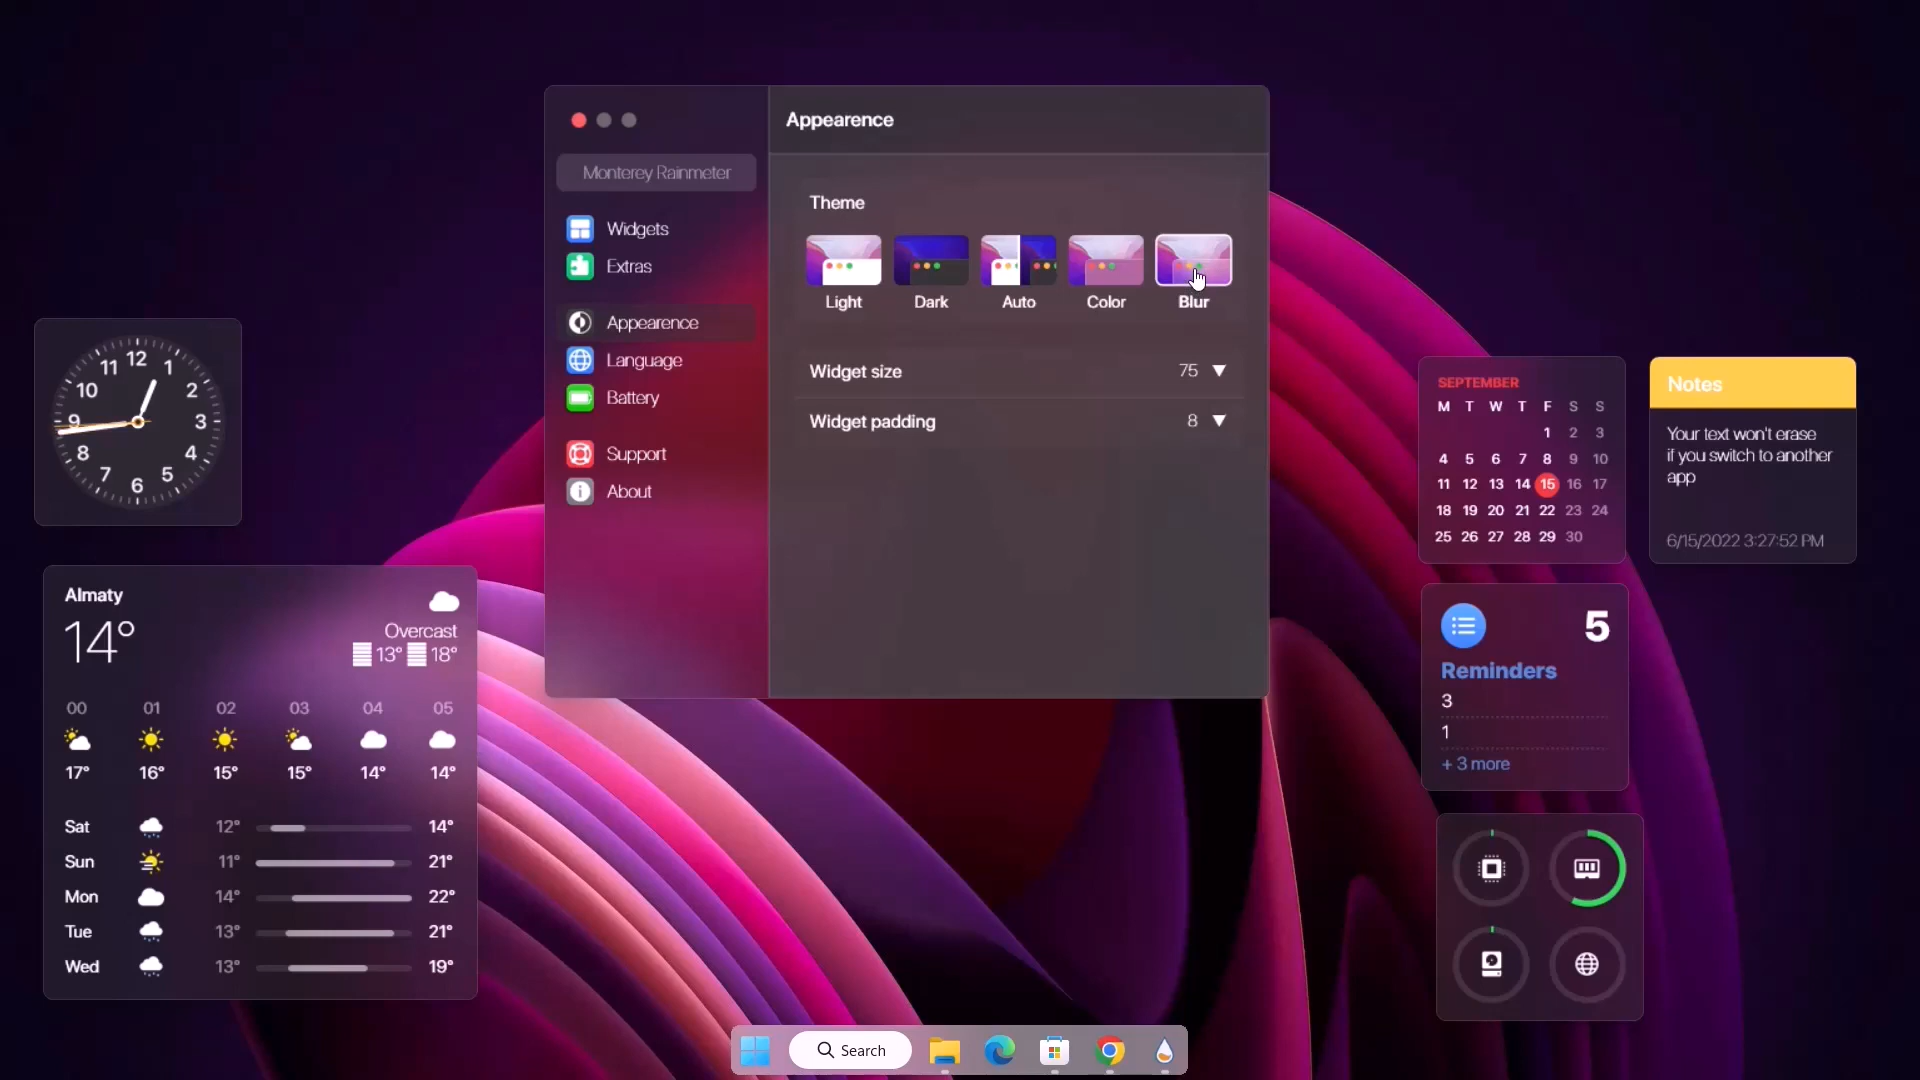 Appearence
Monterey Rainmeter
Widgets
Extras
Appearence
Language
Battery
Support
About
Theme
Light Dark Auto Color Blur
Widget size 75
Widget padding 8
12
11 1
10 2
9 3
8 4
7 5
6
Almaty
14°
Overcast
13° 18°
00 01 02 03 04 05
17° 16° 15° 15° 14° 14°
Sat 12° 14°
Sun 11° 21°
Mon 14° 22°
Tue 13° 21°
Wed 13° 19°
SEPTEMBER
M T W T F S S
1 2 3
4 5 6 7 8 9 10
11 12 13 14 15 16 17
18 19 20 21 22 23 24
25 26 27 28 29 30
Notes
Your text won't erase
if you switch to another
app
6/15/2022 3:27:52 PM
5
Reminders
3
1
+ 3 more
Search